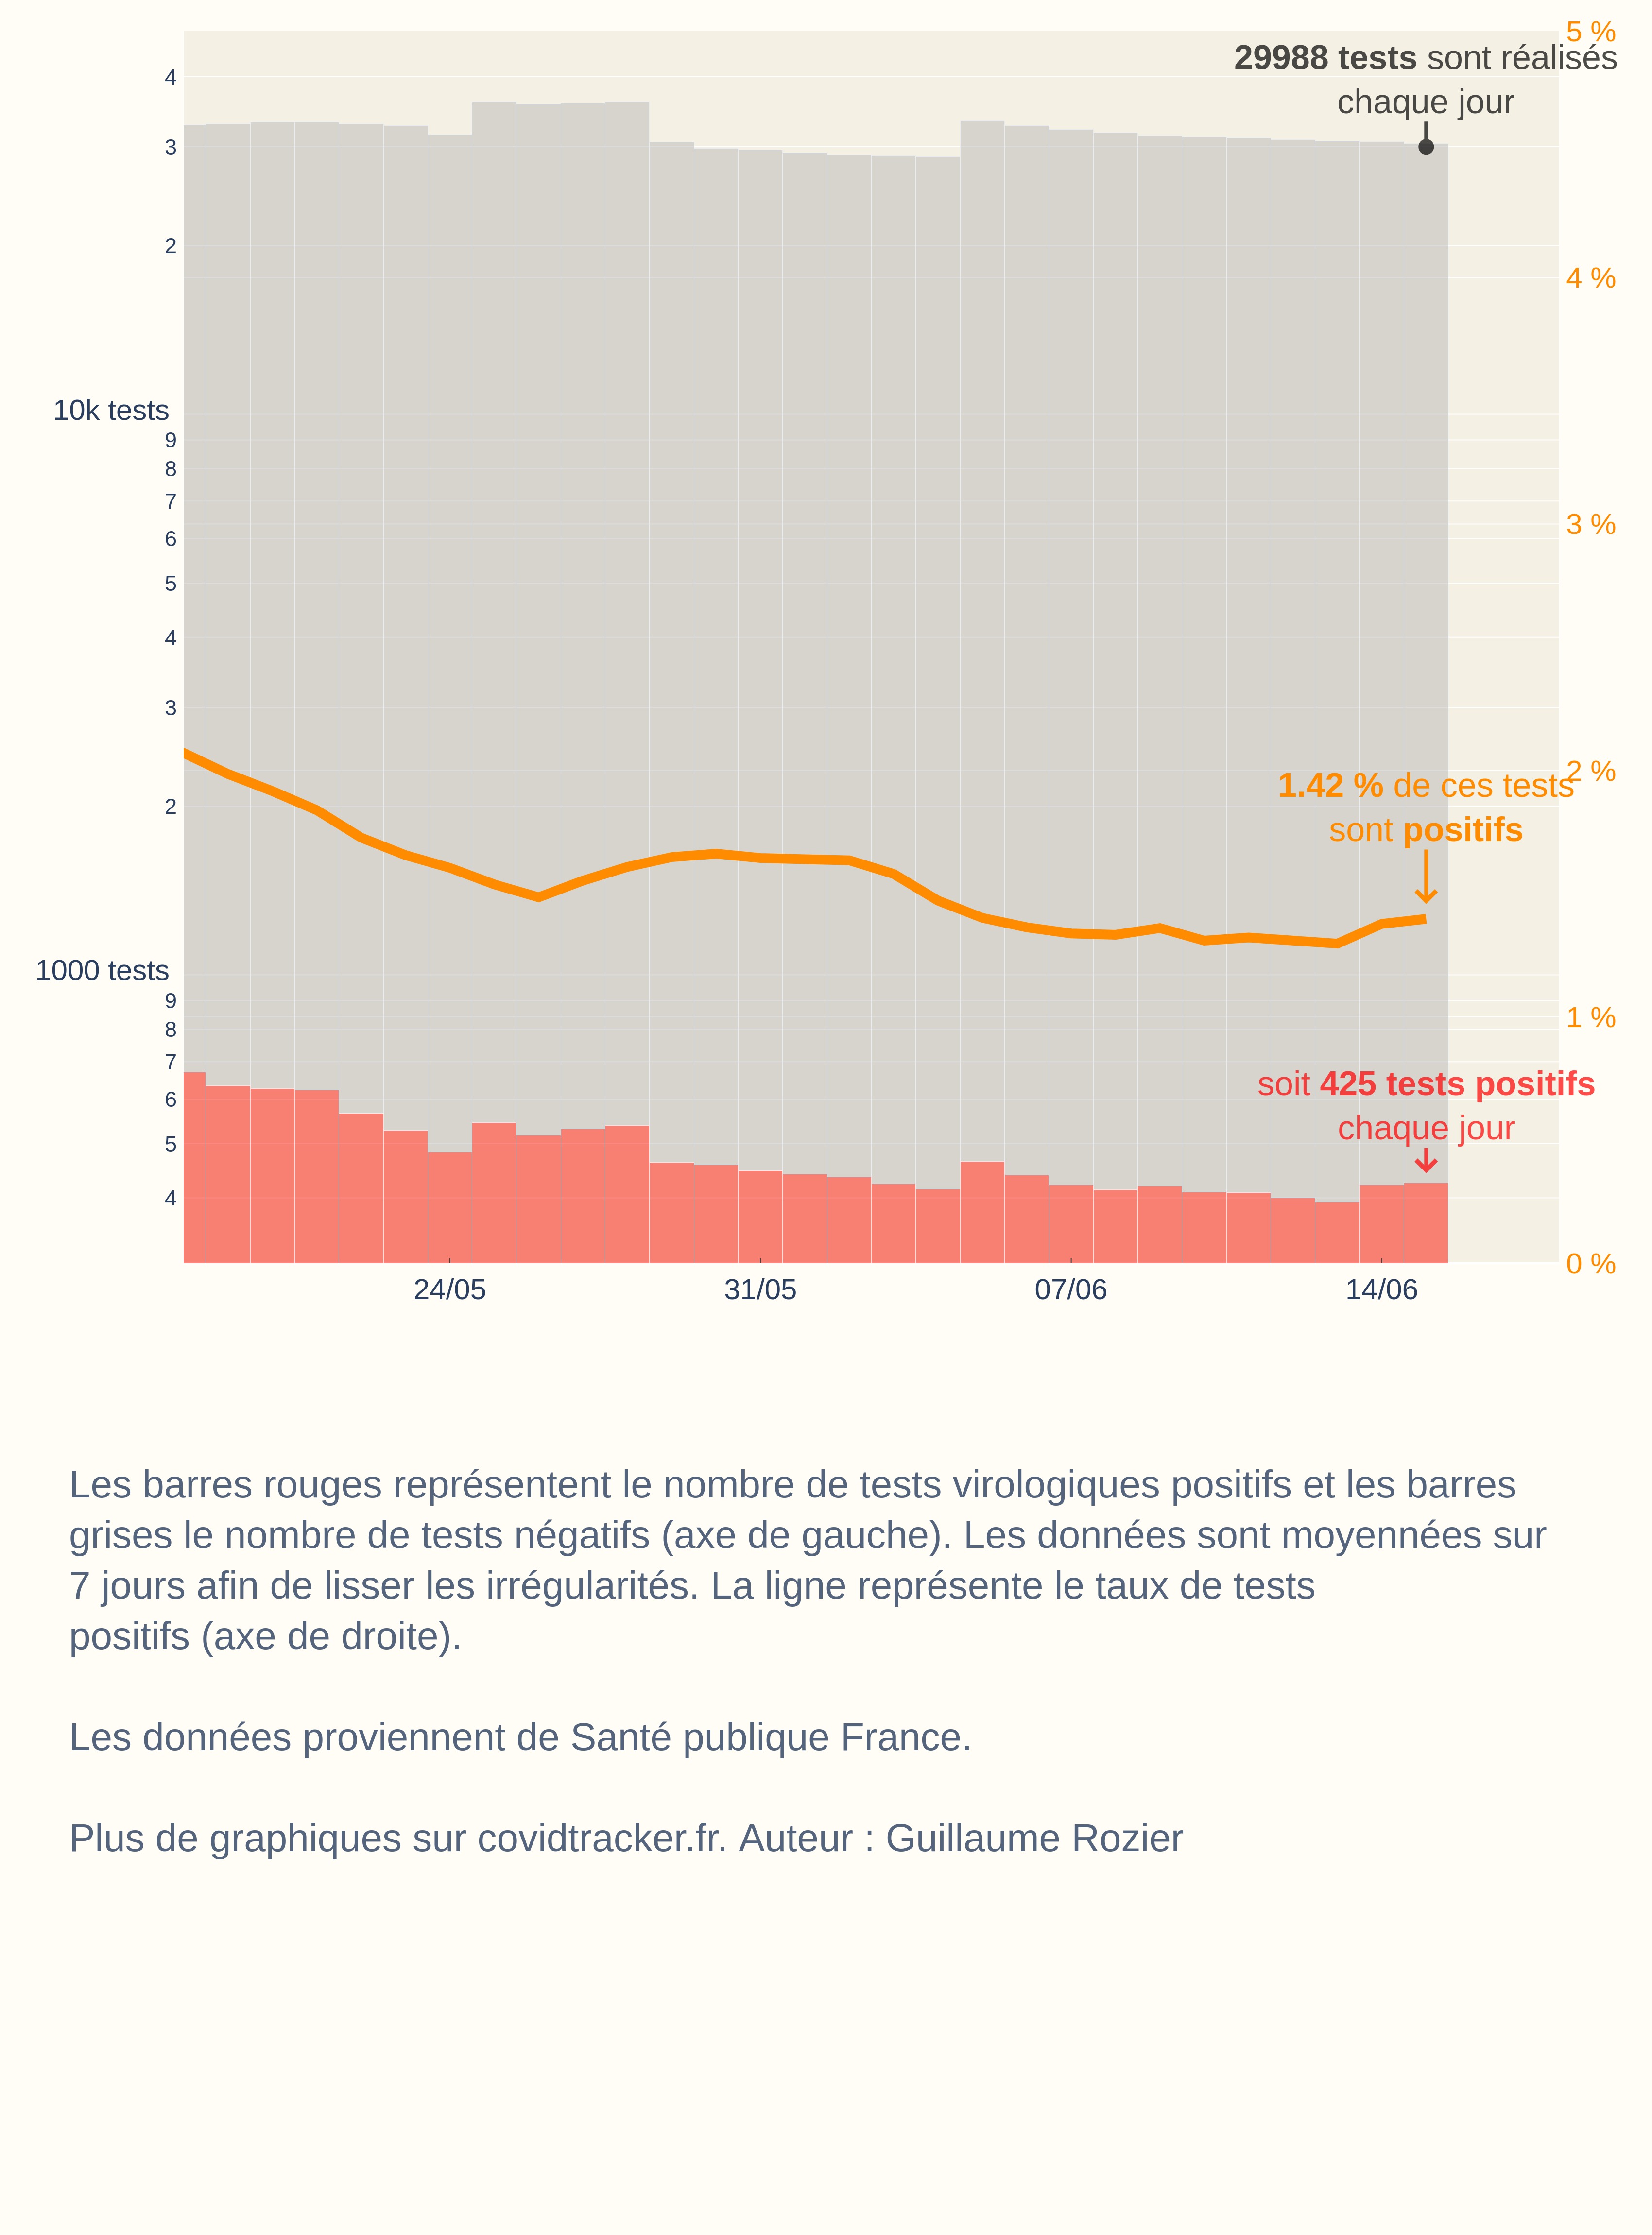 5 %
29988 tests sont réalisés
chaque jour
4
3
2
4 %
10k tests
9
8
7
3 %
6
5
4
3
2 %
1.42 % de ces tests
sont positifs
2
1000 tests
9
1 %
8
7
soit 425 tests positifs
chaque jour
6
5
4
0 %
24/05
31/05
07/06
14/06
Les barres rouges représentent le nombre de tests virologiques positifs et les barres
grises le nombre de tests négatifs (axe de gauche). Les données sont moyennées sur
7 jours afin de lisser les irrégularités. La ligne représente le taux de tests
positifs (axe de droite).
Les données proviennent de Santé publique France.
Plus de graphiques sur covidtracker.fr. Auteur : Guillaume Rozier